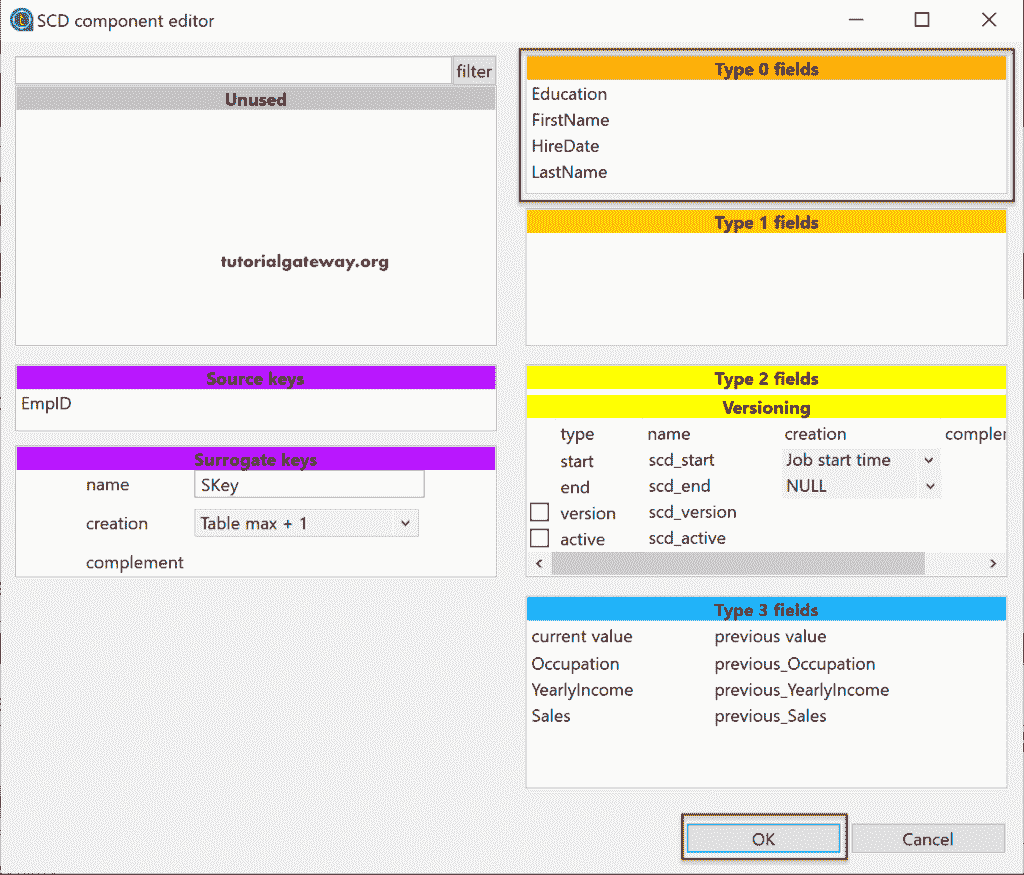 SCD component editor
filter
Unused
tutorialgateway.org
Source keys
EmpID
Surrogate keys
name SKey
creation Table max + 1
complement
Type 0 fields
Education
FirstName
HireDate
LastName
Type 1 fields
Type 2 fields
Versioning
type name creation compler
start scd_start Job start time
end scd_end NULL
version scd_version
active scd_active
Type 3 fields
current value previous value
Occupation previous_Occupation
YearlyIncome previous_YearlyIncome
Sales previous_Sales
OK Cancel